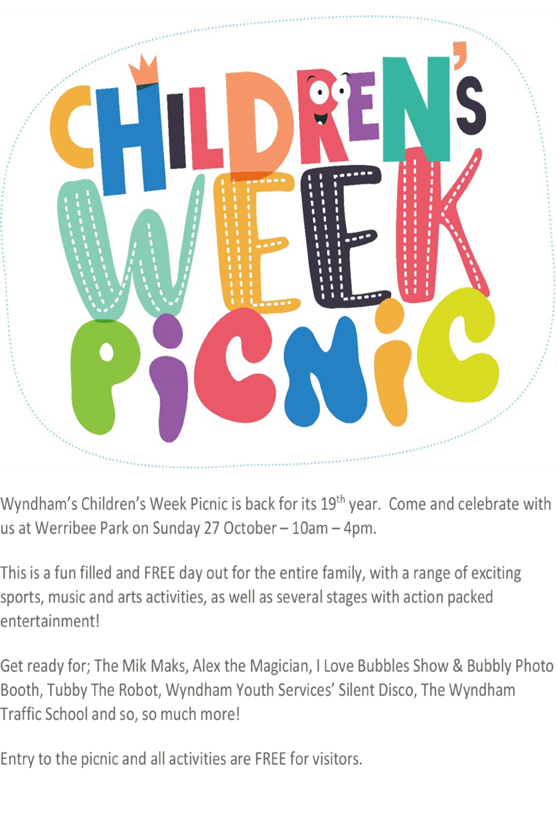 CHILDREN'S
WEEK
PiCNiC
Wyndham's Children's Week Picnic is back for its 19th year. Come and celebrate with
us at Werribee Park on Sunday 27 October – 10am – 4pm.
This is a fun filled and FREE day out for the entire family, with a range of exciting
sports, music and arts activities, as well as several stages with action packed
entertainment!
Get ready for; The Mik Maks, Alex the Magician, I Love Bubbles Show & Bubbly Photo
Booth, Tubby The Robot, Wyndham Youth Services' Silent Disco, The Wyndham
Traffic School and so, so much more!
Entry to the picnic and all activities are FREE for visitors.